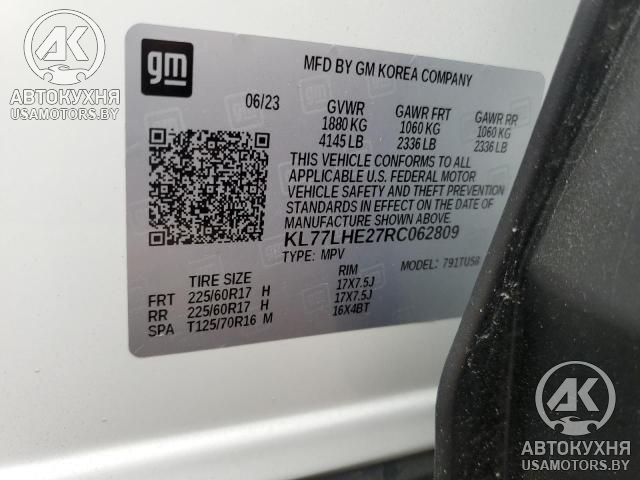 АВТОКУХНЯ
USAMOTORS.BY
gm
MFD BY GM KOREA COMPANY
06/23 GVWR GAWR FRT GAWR RR
1880 KG 1060 KG 1060 KG
4145 LB 2336 LB 2336 LB
THIS VEHICLE CONFORMS TO ALL
APPLICABLE U.S. FEDERAL MOTOR
VEHICLE SAFETY AND THEFT PREVENTION
STANDARDS IN EFFECT ON THE DATE OF
MANUFACTURE SHOWN ABOVE.
KL77LHE27RC062809
TYPE: MPV MODEL: 791TUSB
TIRE SIZE RIM
FRT 225/60R17 H 17X7.5J
RR 225/60R17 H 17X7.5J
SPA T125/70R16 M 16X4BT
АК
АВТОКУХНЯ
USAMOTORS.BY